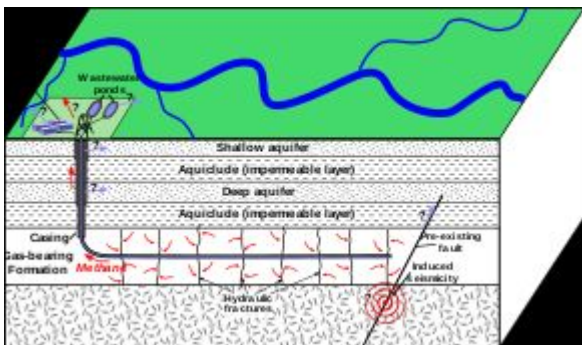 Wastewater
ponds
?
?
?
Shallow aquifer
?
Aquiclude (impermeable layer)
Deep aquifer
?
Aquiclude (impermeable layer)
?
Casing
Pre-existing
fault
Gas-bearing
Formation
Methane
Induced
seismicity
Hydraulic
fractures